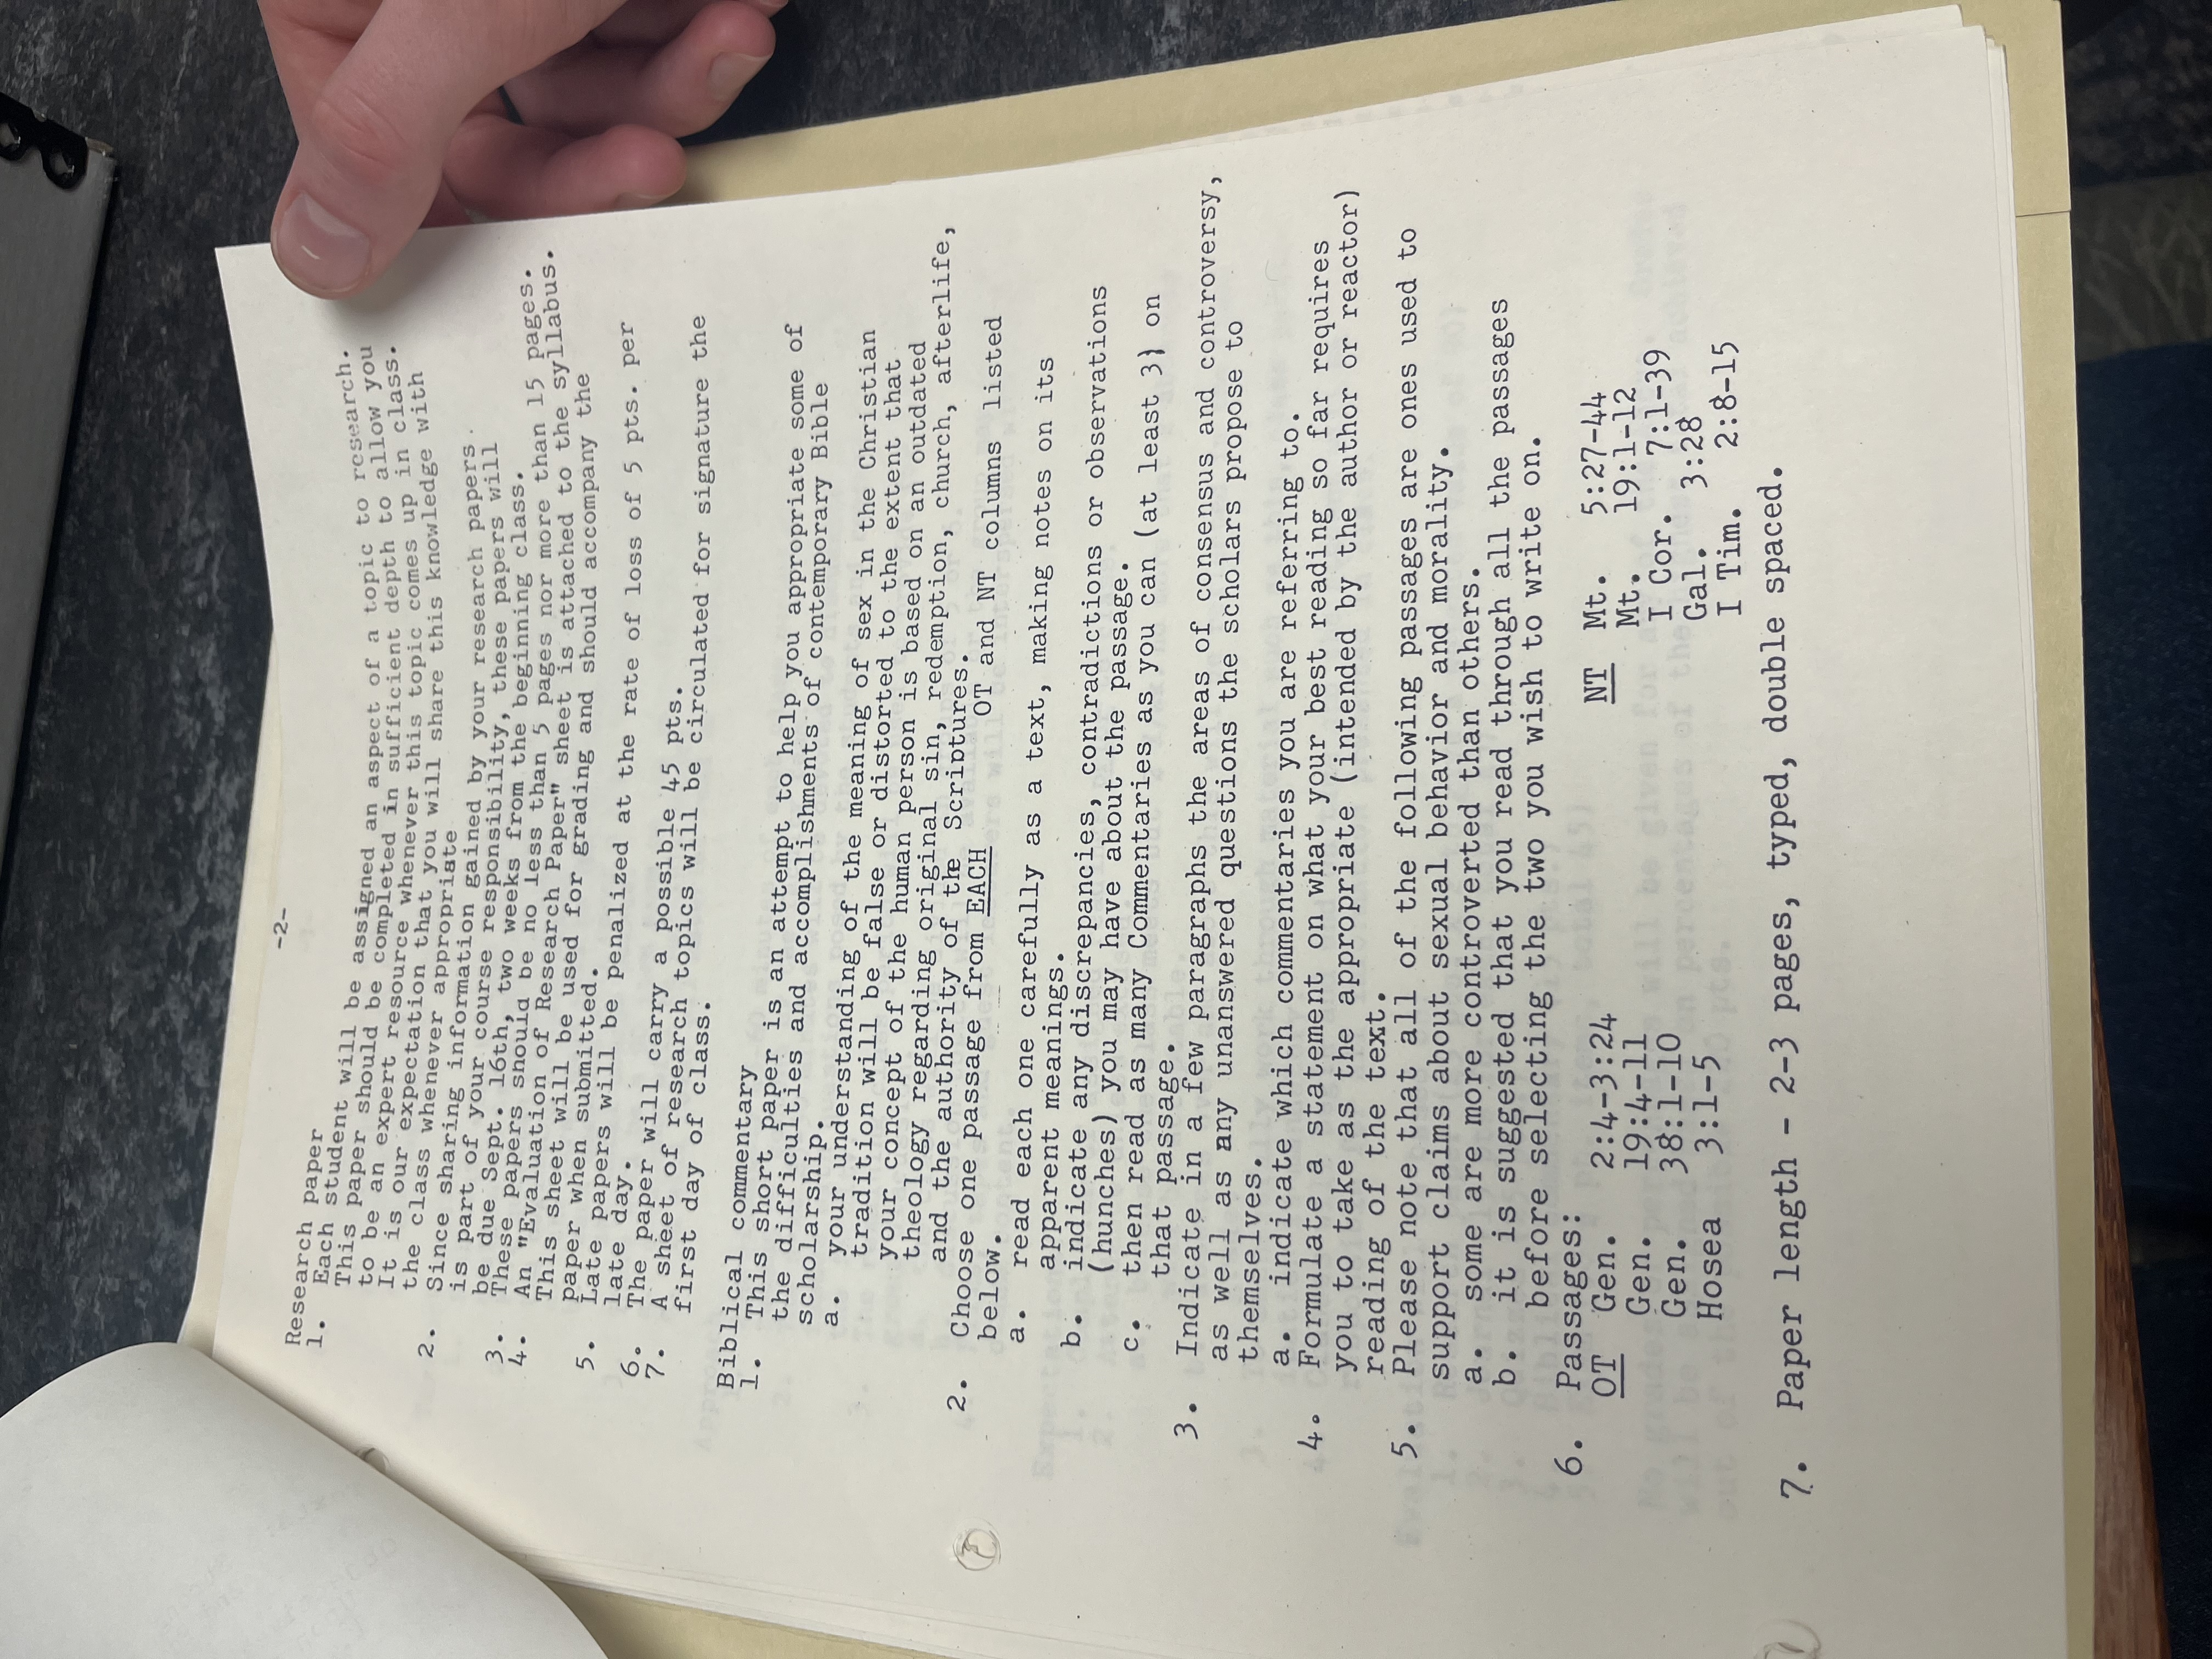 -2-
Research paper
1. Each student will be assigned an aspect of a topic to research.
This paper should be completed in sufficient depth to allow you
to be an expert resource whenever this topic comes up in class.
It is our expectation that you will share this knowledge with
the class whenever appropriste
2. Since sharing information gained by your research papers
is part of your course responsibility, these papers will
be due Sept. 16th, two weeks from the beginning class.
3. These papers should be no less than 5 pages nor more than 15 pages.
4. An "Evaluation of Research Paper" sheet is attached to the syllabus.
This sheet will be used for grading and should accompany the
paper when submitted.
5. Late papers will be penalized at the rate of loss of 5 pts. per
late day.
6. The paper will carry a possible 45 pts.
7. A sheet of research topics will be circulated for signature the
first day of class.
Biblical commentary
1. This short paper is an attempt to help you appropriate some of
the difficulties and accomplishments of contemporary Bible
scholarship.
a. your understanding of the meaning of sex in the Christian
tradition will be false or distorted to the extent that
your concept of the human person is based on an outdated
theology regarding original sin, redemption, church, afterlife,
and the authority of the Scriptures.
2. Choose one passage from EACH OT and NT columns listed
below.
a. read each one carefully as a text, making notes on its
apparent meanings.
b. indicate any discrepancies, contradictions or observations
(hunches) you may have about the passage.
c. then read as many Commentaries as you can (at least 3) on
that passage.
3. Indicate in a few paragraphs the areas of consensus and controversy,
as well as any unanswered questions the scholars propose to
themselves.
a. indicate which commentaries you are referring to.
4. Formulate a statement on what your best reading so far requires
you to take as the appropriate (intended by the author or reactor)
reading of the text.
5. Please note that all of the following passages are ones used to
support claims about sexual behavior and morality.
a. some are more controverted than others.
b. it is suggested that you read through all the passages
before selecting the two you wish to write on.
6. Passages:
OT Gen. 2:4-3:24 NT Mt. 5:27-44
Gen. 19:4-11 Mt. 19:1-12
Gen. 38:1-10 I Cor. 7:1-39
Hosea 3:1-5 Gal. 3:28
I Tim. 2:8-15
7. Paper length - 2-3 pages, typed, double spaced.